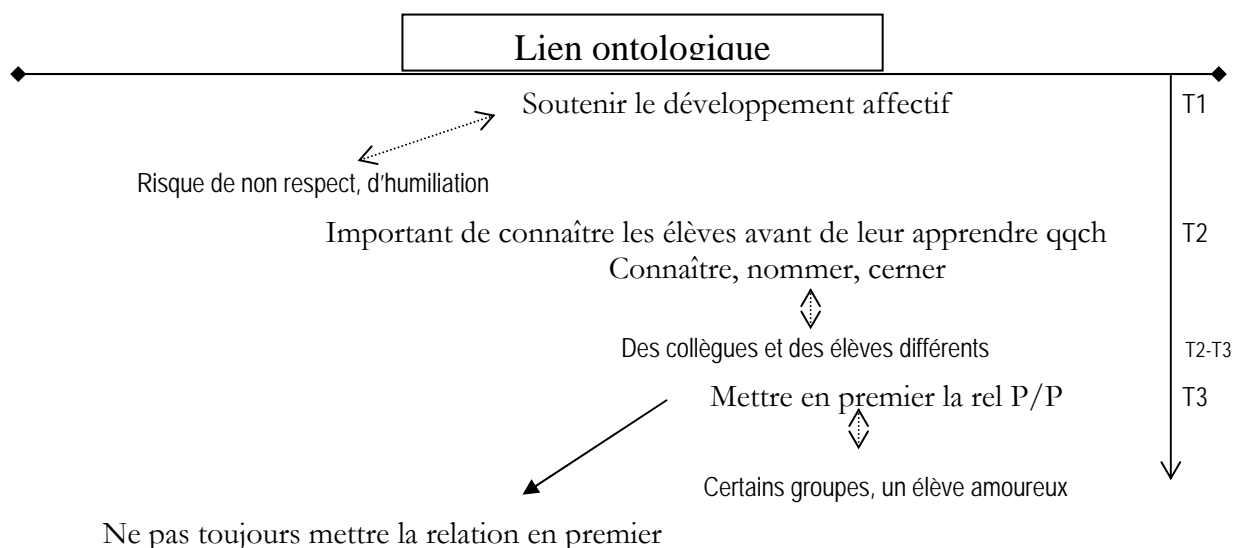 Lien ontologique
Soutenir le développement affectif
T1
Risque de non respect, d'humiliation
Important de connaître les élèves avant de leur apprendre qqch
T2
Connaître, nommer, cerner
Des collègues et des élèves différents
T2-T3
Mettre en premier la rel P/P
T3
Certains groupes, un élève amoureux
Ne pas toujours mettre la relation en premier